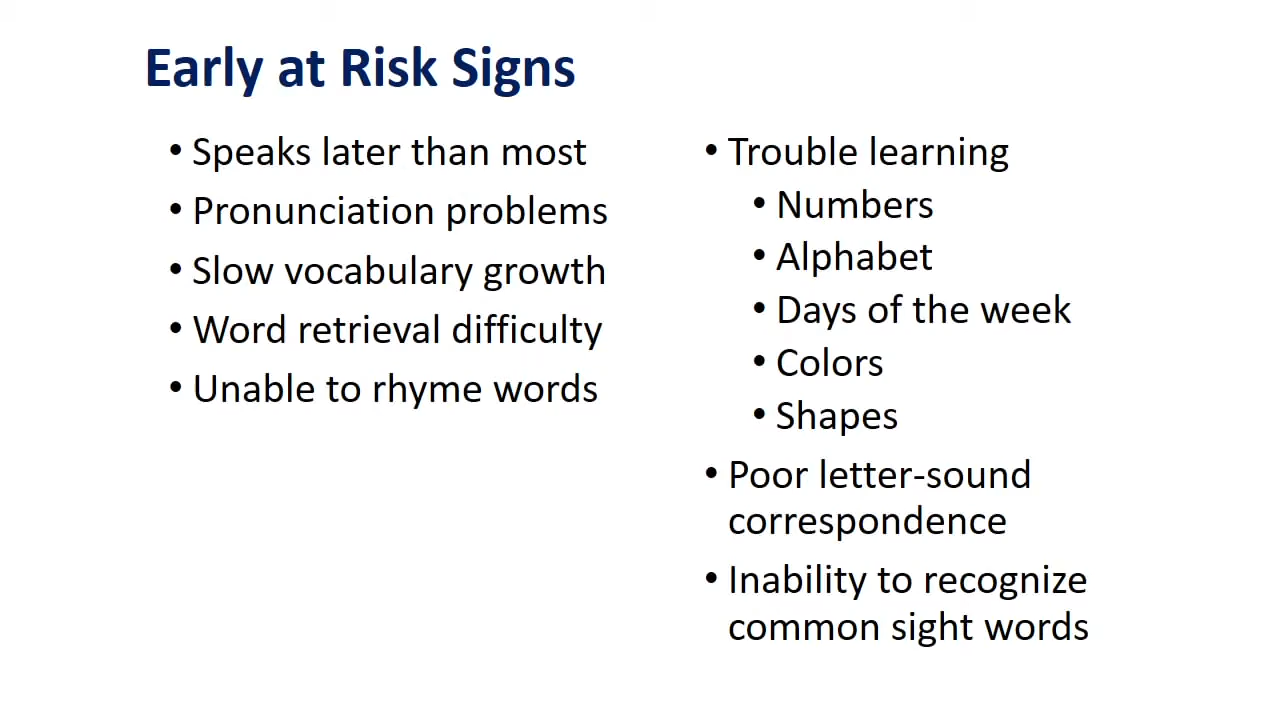 Early at Risk Signs
• Speaks later than most
• Pronunciation problems
• Slow vocabulary growth
• Word retrieval difficulty
• Unable to rhyme words
• Trouble learning
• Numbers
• Alphabet
• Days of the week
• Colors
• Shapes
• Poor letter-sound
correspondence
• Inability to recognize
common sight words